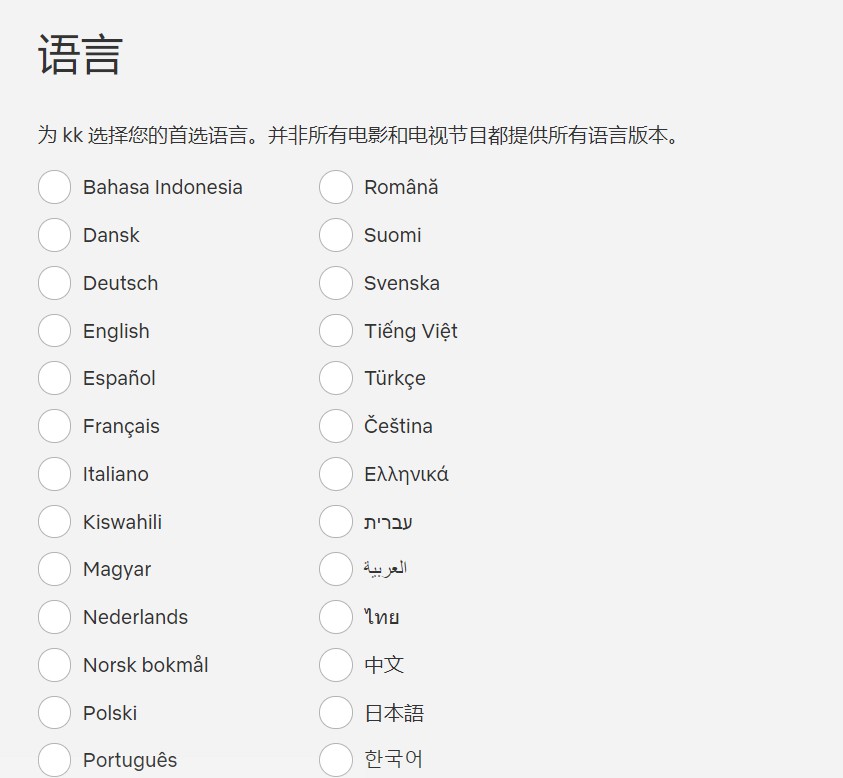 语言
为 kk 选择您的首选语言。并非所有电影和电视节目都提供所有语言版本。
Bahasa Indonesia
Dansk
Deutsch
English
Español
Français
Italiano
Kiswahili
Magyar
Nederlands
Norsk bokmål
Polski
Português
Română
Suomi
Svenska
Tiếng Việt
Türkçe
Čeština
Ελληνικά
עברית
العربية
ไทย
中文
日本語
한국어